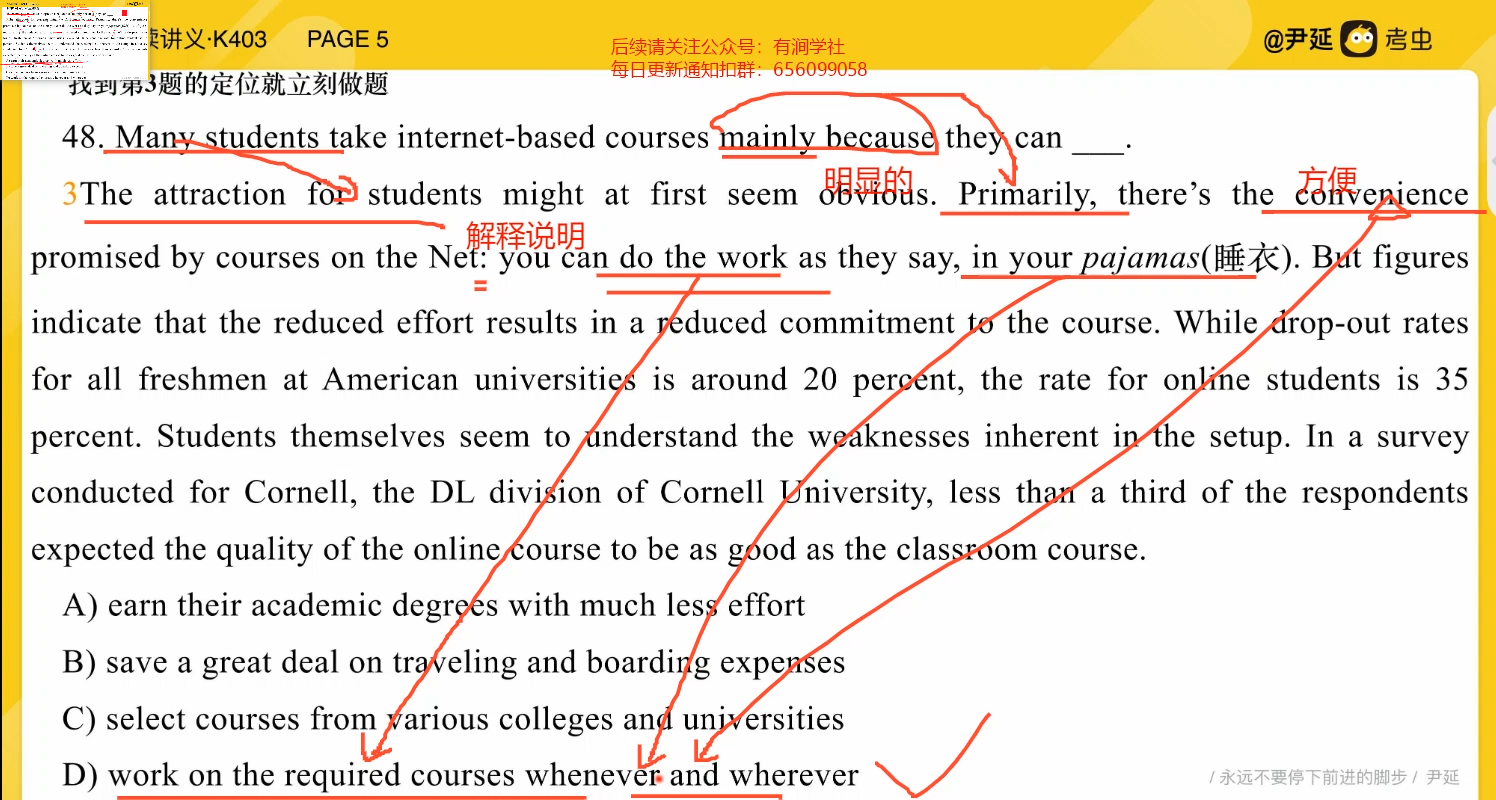 读讲义·K403 PAGE 5
后续请关注公众号：有涧学社
每日更新通知扣群：656099058
@尹延 考虫
找到第3题的定位就立刻做题
48. Many students take internet-based courses mainly because they can ___.
明显的
方便
3The attraction for students might at first seem obvious. Primarily, there's the convenience
解释说明
promised by courses on the Net: you can do the work as they say, in your pajamas(睡衣). But figures
indicate that the reduced effort results in a reduced commitment to the course. While drop-out rates
for all freshmen at American universities is around 20 percent, the rate for online students is 35
percent. Students themselves seem to understand the weaknesses inherent in the setup. In a survey
conducted for Cornell, the DL division of Cornell University, less than a third of the respondents
expected the quality of the online course to be as good as the classroom course.
A) earn their academic degrees with much less effort
B) save a great deal on traveling and boarding expenses
C) select courses from various colleges and universities
D) work on the required courses whenever and wherever
/ 永远不要停下前进的脚步 / 尹延